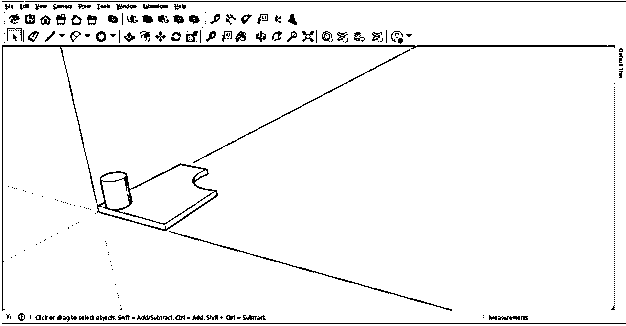 File Edit View Camera Draw Tools Window Extensions Help
Default Tray
Click or drag to select objects. Shift = Add/Subtract. Ctrl = Add. Shift + Ctrl = Subtract.
Measurements